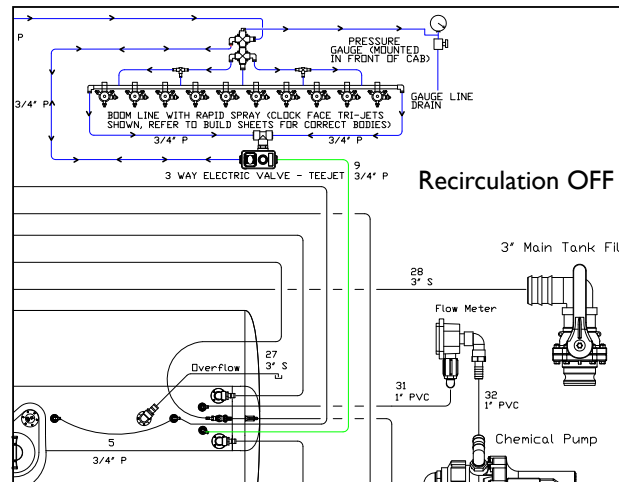 P
PRESSURE
GAUGE (MOUNTED
IN FRONT OF CAB)
3/4" P
GAUGE LINE
DRAIN
BOOM LINE WITH RAPID SPRAY (CLOCK FACE TRI-JETS
SHOWN, REFER TO BUILD SHEETS FOR CORRECT BODIES)
3/4" P
3/4" P
3 WAY ELECTRIC VALVE - TEEJET
9
3/4" P
Recirculation OFF
3" Main Tank Fil
28
3" S
Flow Meter
27
3" S
Overflow
31
1" PVC
32
1" PVC
5
3/4" P
Chemical Pump